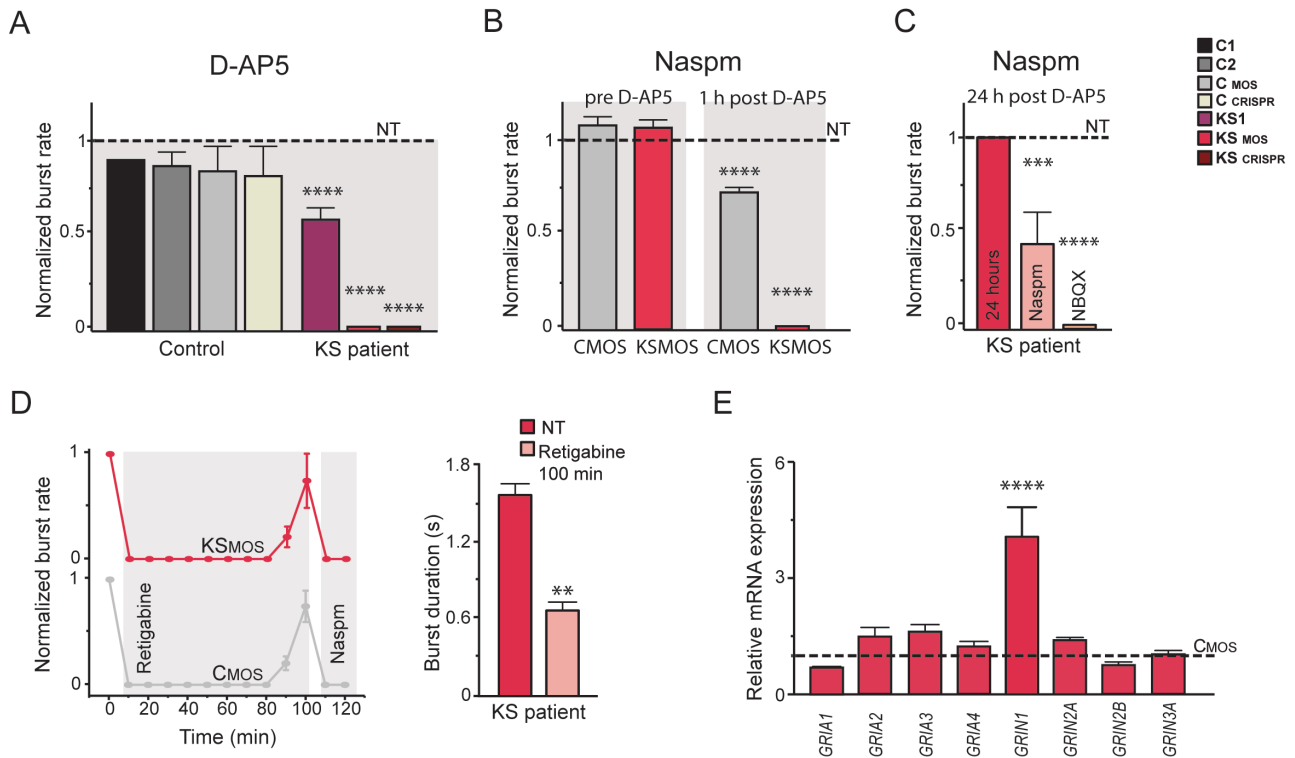 A
D-AP5
Normalized burst rate
1
0.5
0
NT
****
****
****
Control
KS patient
B
Naspm
pre D-AP5
1 h post D-AP5
Normalized burst rate
1
0.5
0
NT
****
****
CMOS
KSMOS
CMOS
KSMOS
C
Naspm
24 h post D-AP5
Normalized burst rate
1
0.5
0
NT
***
****
24 hours
Naspm
NBQX
KS patient
C1
C2
C MOS
C CRISPR
KS1
KS MOS
KS CRISPR
D
Normalized burst rate
1
0
1
0
KSMOS
CMOS
Retigabine
Naspm
0 20 40 60 80 100 120
Time (min)
NT
Retigabine
100 min
Burst duration (s)
1.8
1.2
0.6
0
**
KS patient
E
Relative mRNA expression
6
3
0
****
CMOS
GRIA1
GRIA2
GRIA3
GRIA4
GRIN1
GRIN2A
GRIN2B
GRIN3A